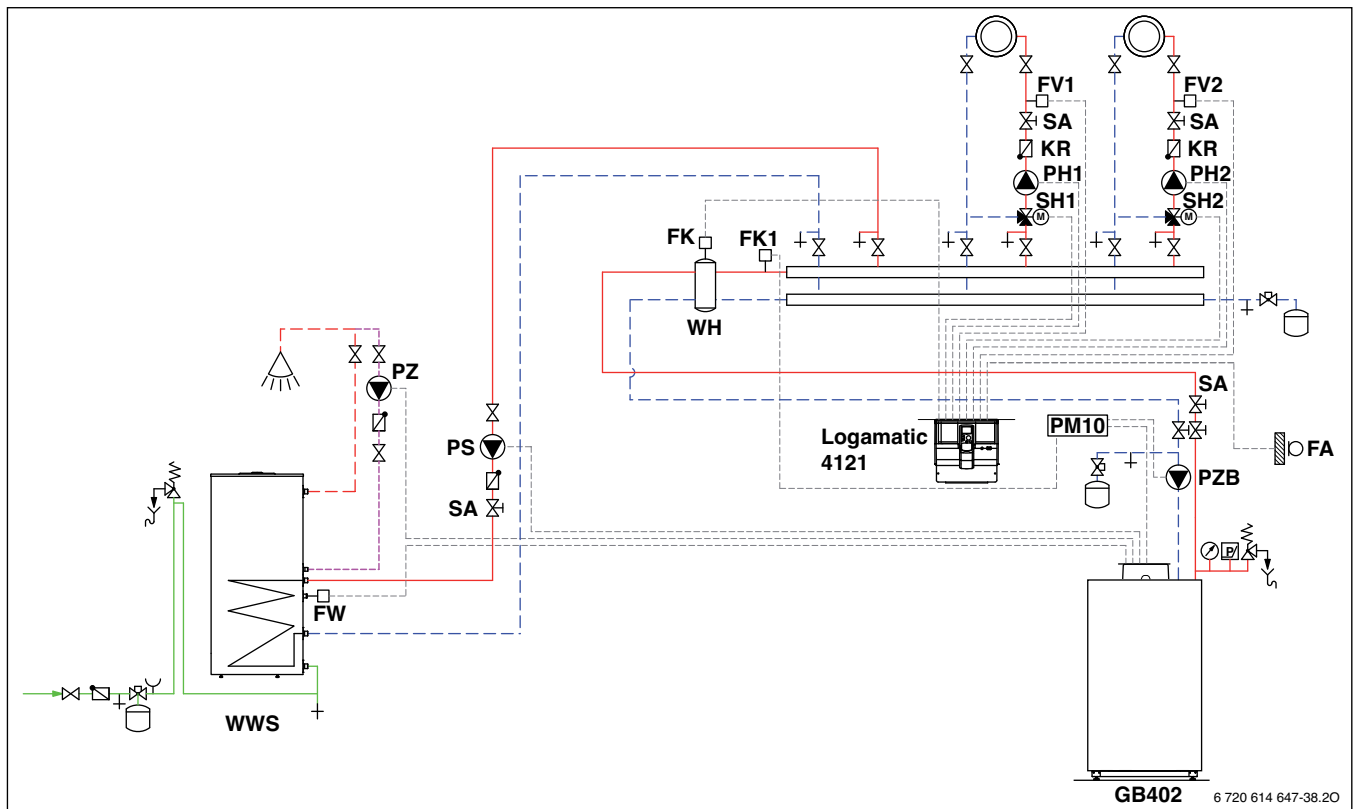 FV1
FV2
SA
SA
KR
KR
PH1
PH2
SH1
SH2
M
M
FK
FK1
WH
PZ
SA
PS
Logamatic
4121
PM10
FA
SA
PZB
P
FW
WWS
GB402
6 720 614 647-38.2O